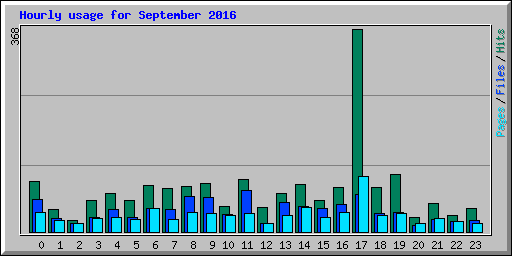 Hourly usage for September 2016
368
Pages/Files/Hits
0 1 2 3 4 5 6 7 8 9 10 11 12 13 14 15 16 17 18 19 20 21 22 23